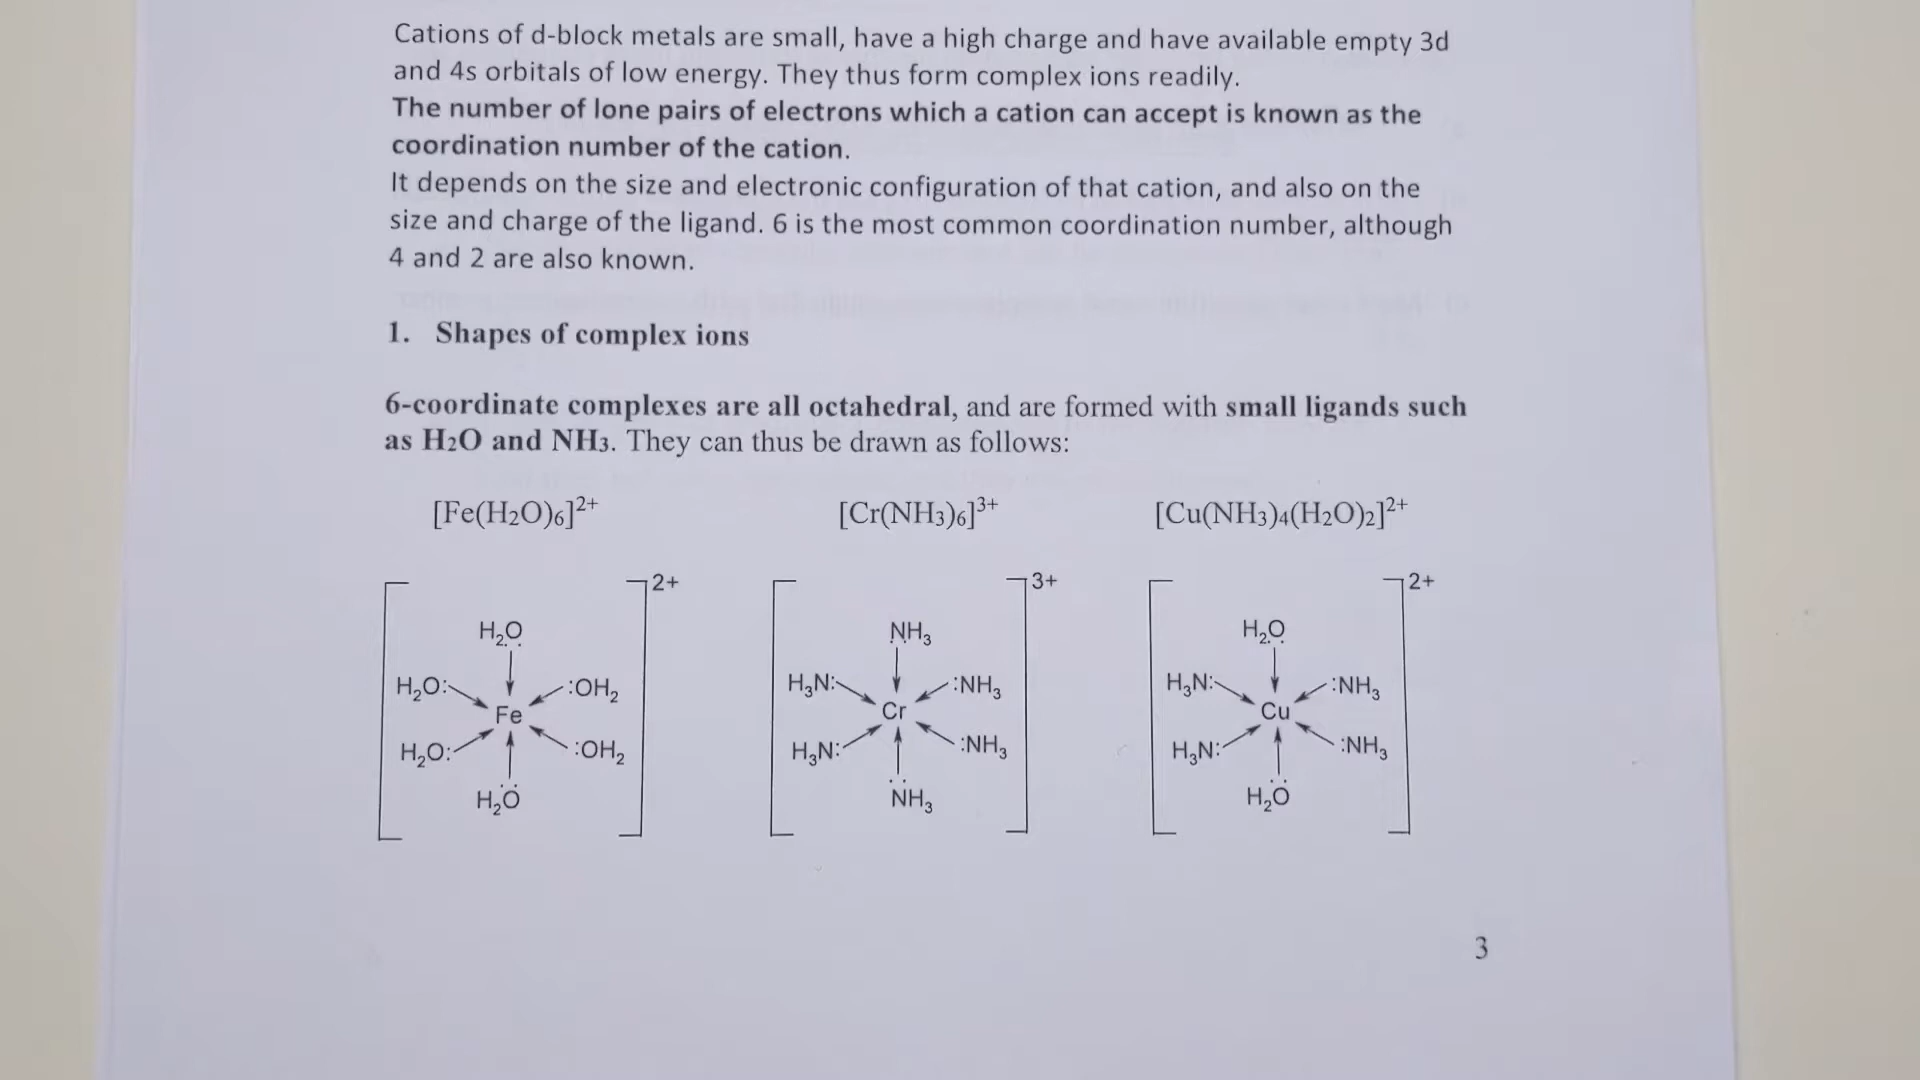 Cations of d-block metals are small, have a high charge and have available empty 3d
and 4s orbitals of low energy. They thus form complex ions readily.
The number of lone pairs of electrons which a cation can accept is known as the
coordination number of the cation.
It depends on the size and electronic configuration of that cation, and also on the
size and charge of the ligand. 6 is the most common coordination number, although
4 and 2 are also known.
1. Shapes of complex ions
6-coordinate complexes are all octahedral, and are formed with small ligands such
as H2O and NH3. They can thus be drawn as follows:
[Fe(H2O)6]2+ [Cr(NH3)6]3+ [Cu(NH3)4(H2O)2]2+
2+ 3+ 2+
H2O NH3 H2O
H2O: :OH2 H3N: :NH3 H3N: :NH3
Fe Cr Cu
H2O: :OH2 H3N: :NH3 H3N: :NH3
H2O NH3 H2O
3